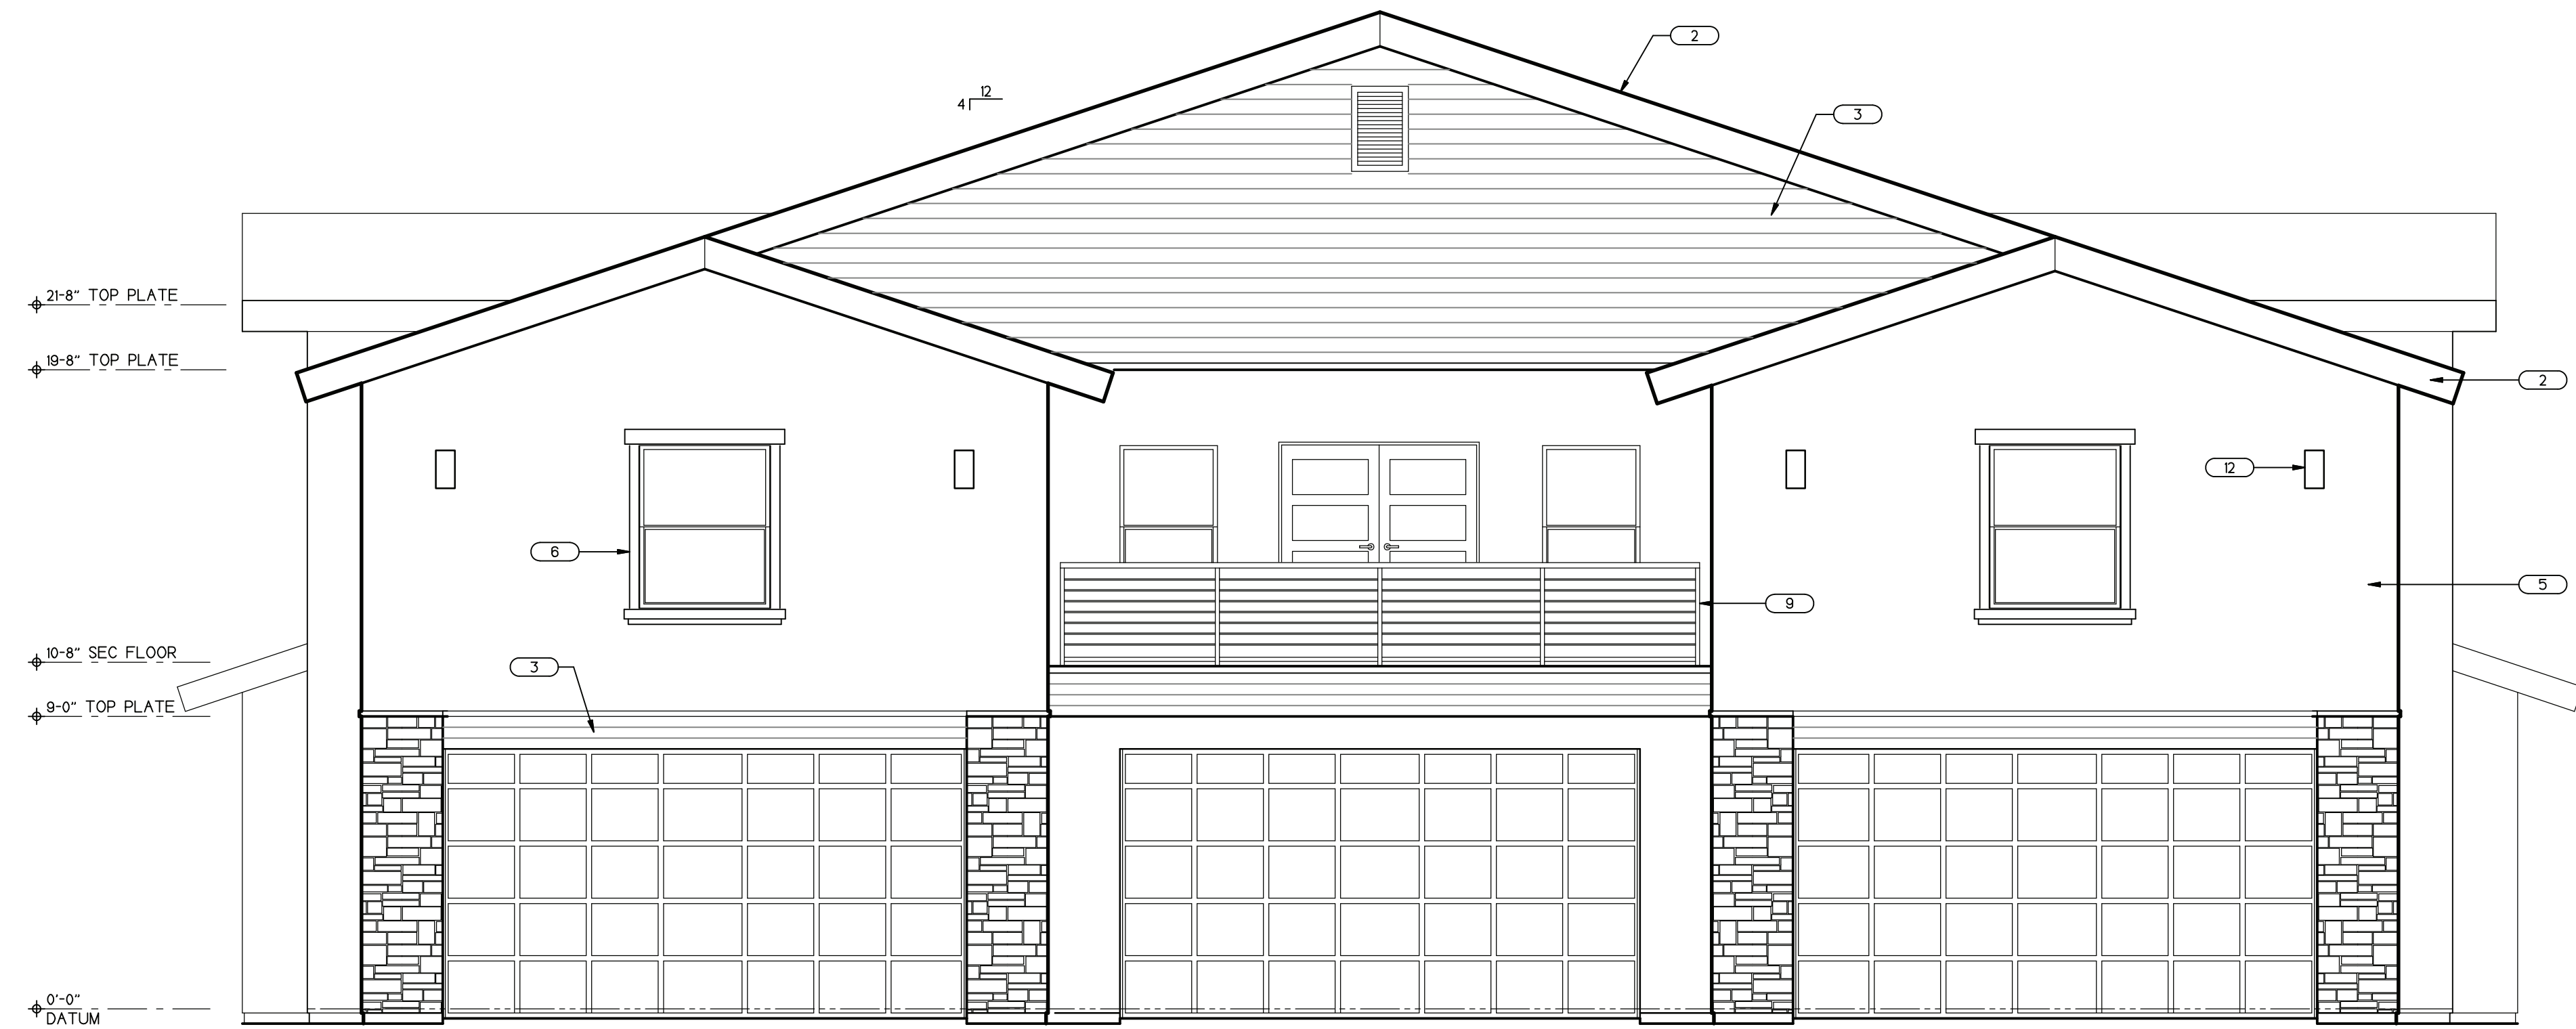 2
12
4
3
21-8" TOP PLATE
19-8" TOP PLATE
2
12
6
5
9
10-8" SEC FLOOR
3
9-0" TOP PLATE
0'-0"
DATUM